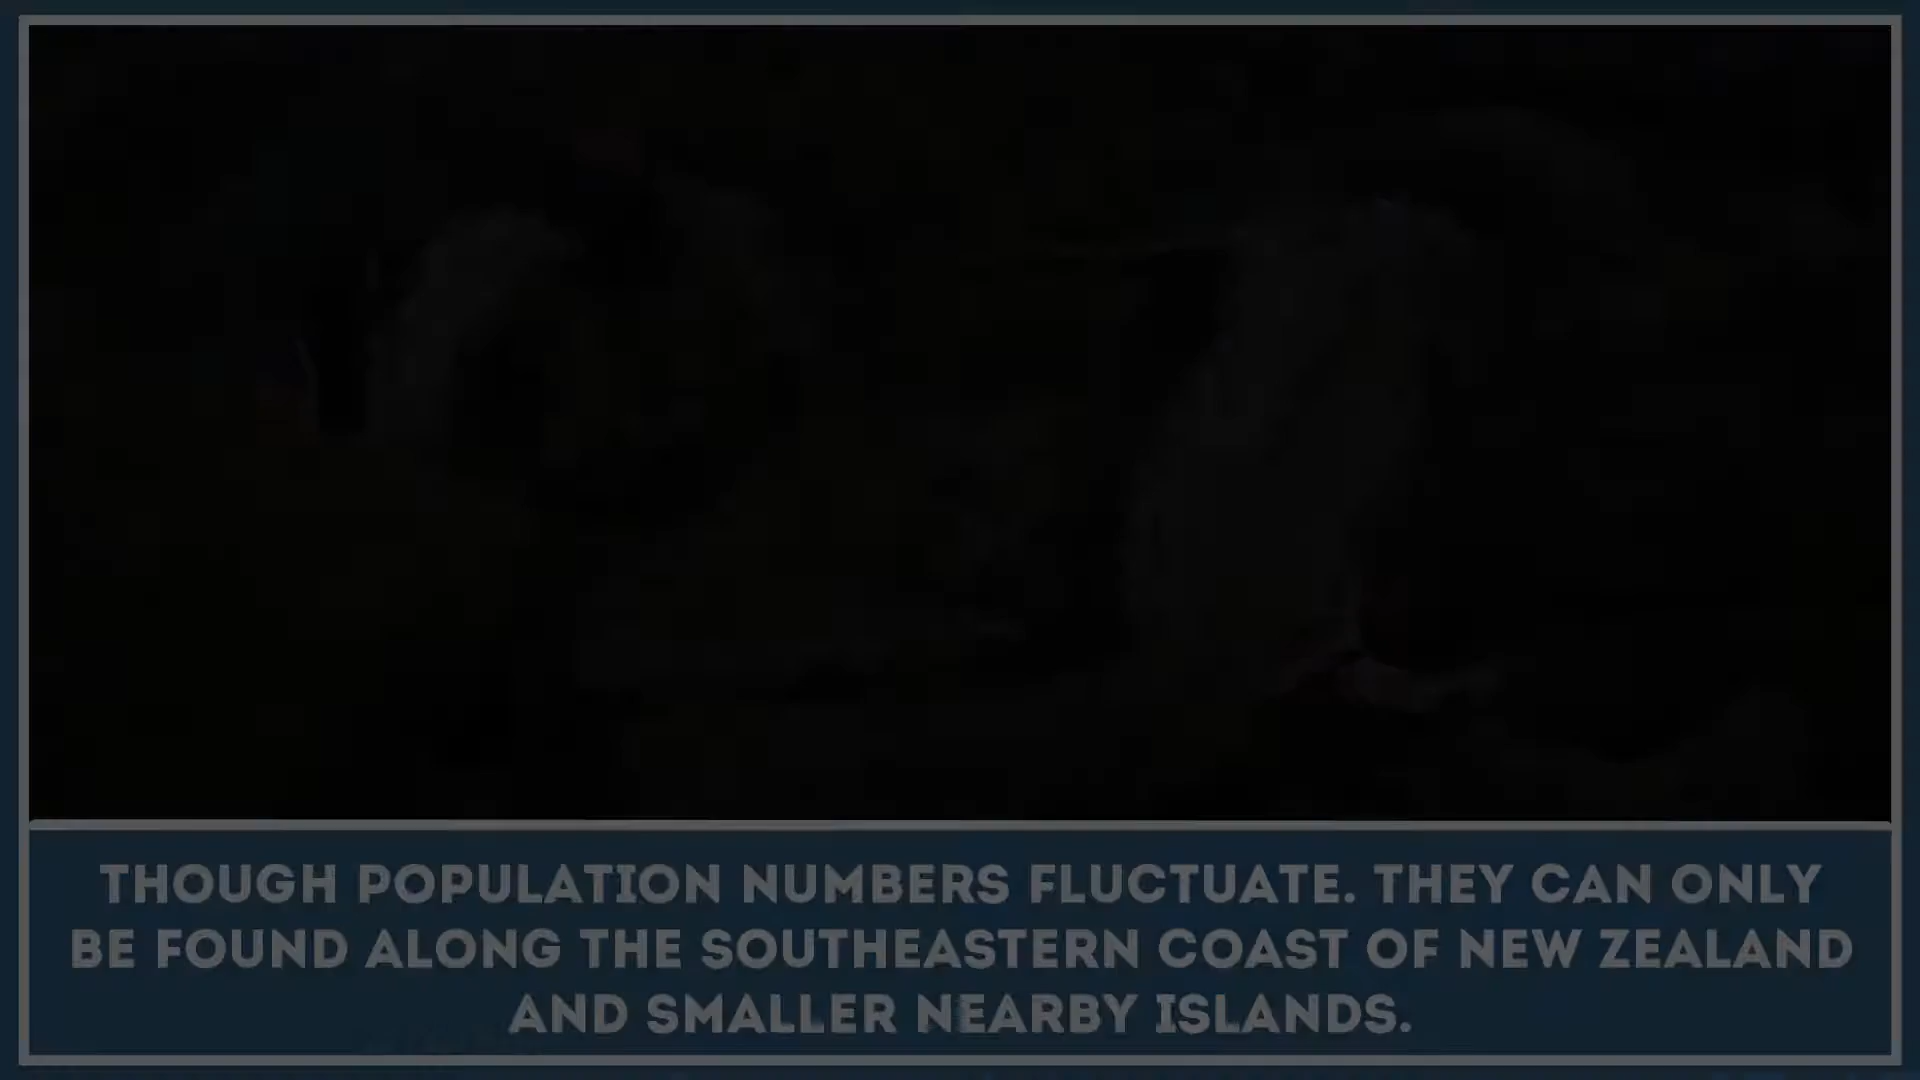 THOUGH POPULATION NUMBERS FLUCTUATE. THEY CAN ONLY
BE FOUND ALONG THE SOUTHEASTERN COAST OF NEW ZEALAND
AND SMALLER NEARBY ISLANDS.